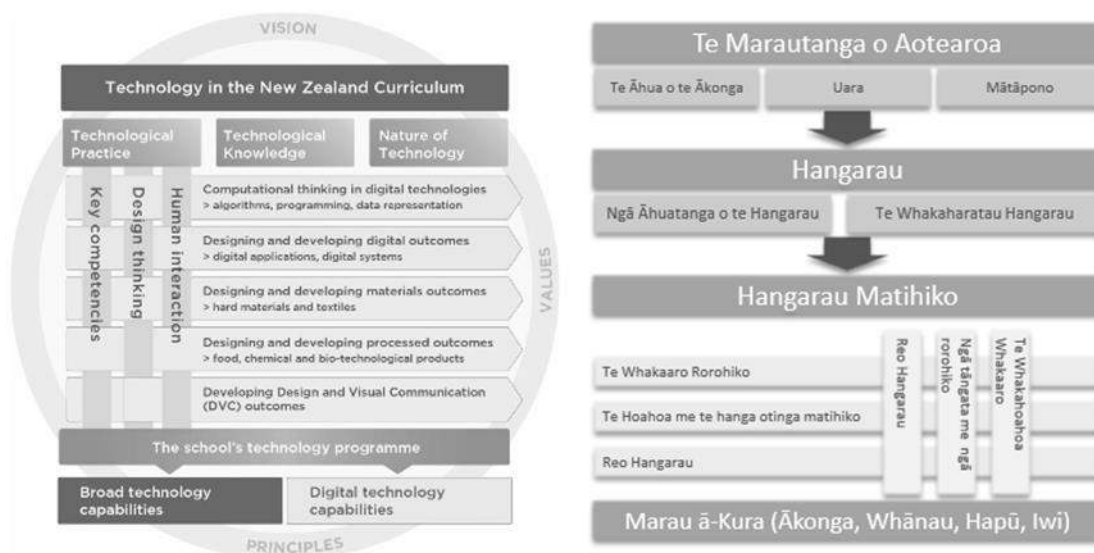 VISION
Technology in the New Zealand Curriculum
Technological
Practice
Technological
Knowledge
Nature of
Technology
Key competencies
Design thinking
Human interaction
Computational thinking in digital technologies
> algorithms, programming, data representation
Designing and developing digital outcomes
> digital applications, digital systems
Designing and developing materials outcomes
> hard materials and textiles
Designing and developing processed outcomes
> food, chemical and bio-technological products
Developing Design and Visual Communication
(DVC) outcomes
VALUES
The school's technology programme
Broad technology
capabilities
Digital technology
capabilities
PRINCIPLES
Te Marautanga o Aotearoa
Te Āhua o te Ākonga
Uara
Mātāpono
Hangarau
Ngā Āhuatanga o te Hangarau
Te Whakaharatau Hangarau
Hangarau Matihiko
Te Whakaaro Rorohiko
Te Hoahoa me te hanga otinga matihiko
Reo Hangarau
Reo Hangarau
Ngā tāngata me ngā
rorohiko
Te Whakahoahoa
Whakaaro
Marau ā-Kura (Ākonga, Whānau, Hapū, Iwi)